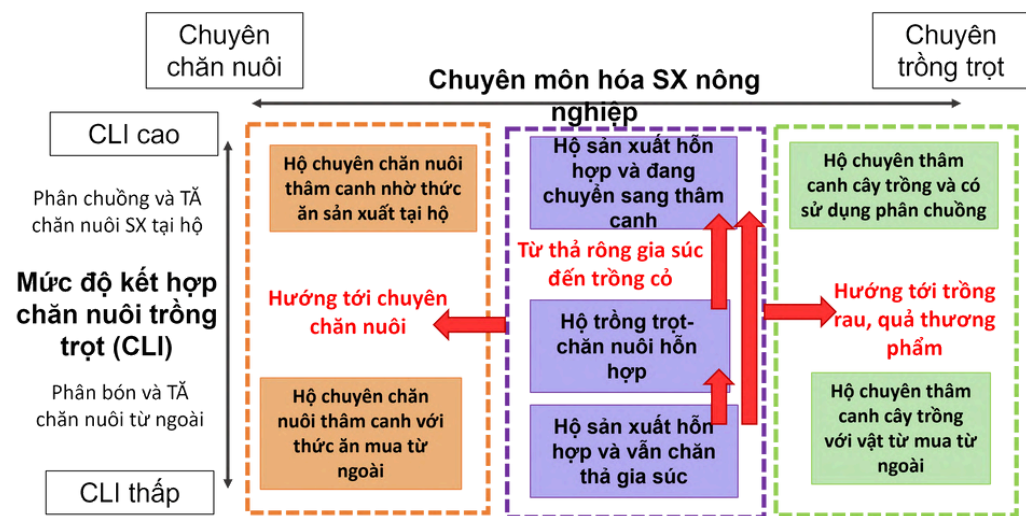 Chuyên
chăn nuôi
Chuyên
trồng trọt
Chuyên môn hóa SX nông
nghiệp
CLI cao
Phân chuồng và TĂ
chăn nuôi SX tại hộ
Mức độ kết hợp
chăn nuôi trồng
trọt (CLI)
Phân bón và TĂ
chăn nuôi từ ngoài
CLI thấp
Hộ chuyên chăn nuôi
thâm canh nhờ thức
ăn sản xuất tại hộ
Hướng tới chuyên
chăn nuôi
Hộ chuyên chăn
nuôi thâm canh với
thức ăn mua từ
ngoài
Hộ sản xuất hỗn
hợp và đang
chuyển sang thâm
canh
Từ thả rông gia súc
đến trồng cỏ
Hộ trồng trọt-
chăn nuôi hỗn
hợp
Hộ sản xuất hỗn
hợp và vẫn chăn
thả gia súc
Hộ chuyên thâm
canh cây trồng và có
sử dụng phân chuồng
Hướng tới trồng
rau, quả thương
phẩm
Hộ chuyên thâm
canh cây trồng
với vật từ mua từ
ngoài